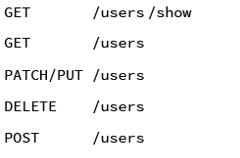 GET /users/show
GET /users
PATCH/PUT /users
DELETE /users
POST /users